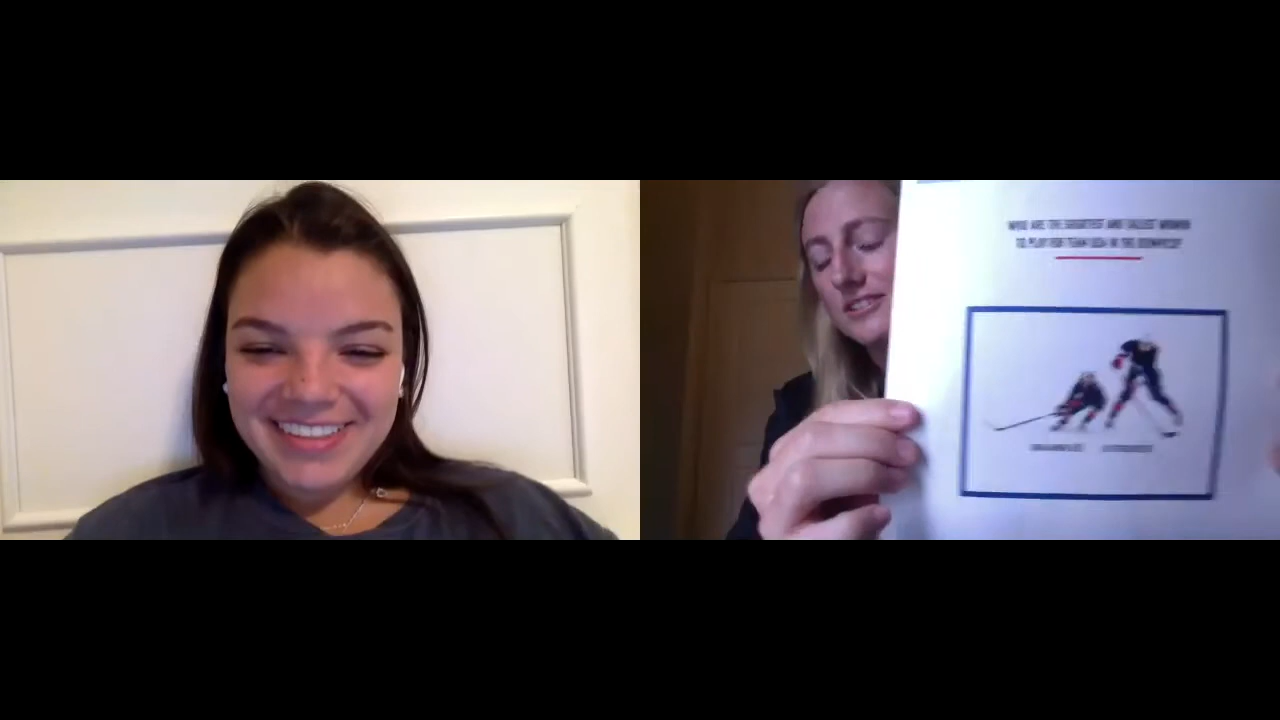 WHO ARE THE SHORTEST AND TALLEST WOMEN
TO PLAY FOR TEAM USA IN THE OLYMPICS?